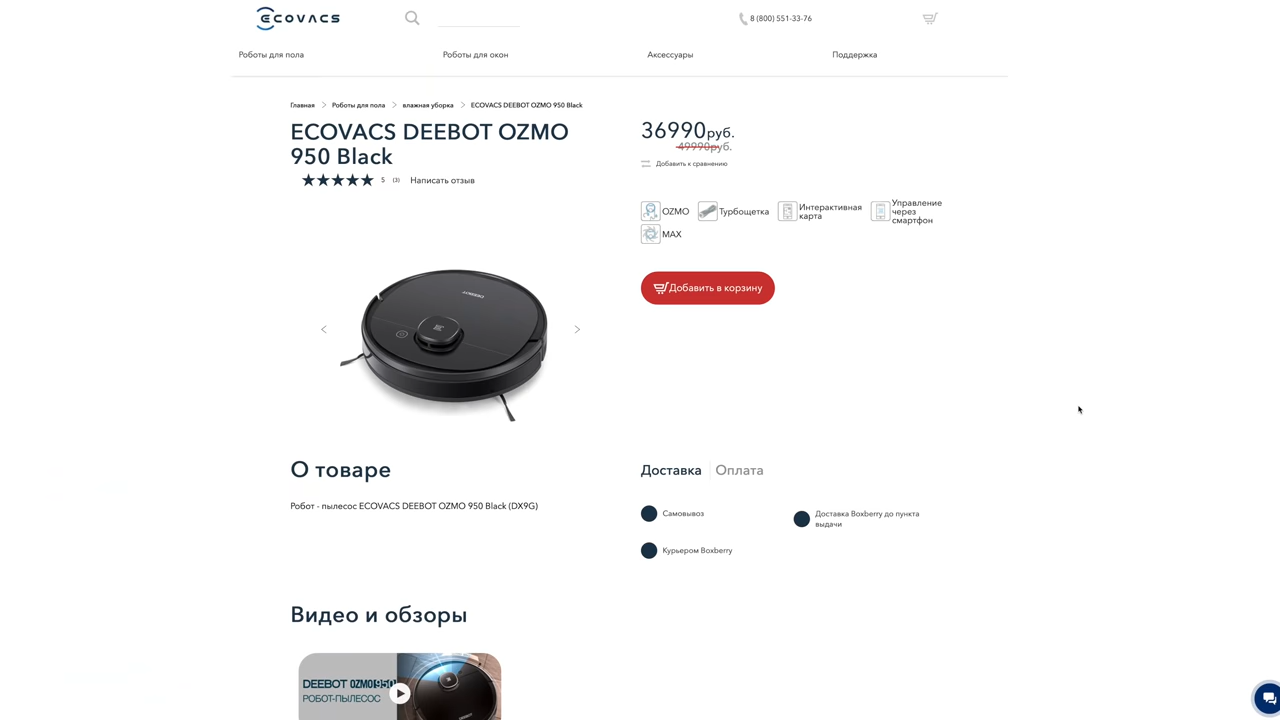 ECOVACS
8 (800) 551-33-76
Роботы для пола
Роботы для окон
Аксессуары
Поддержка
Главная
Роботы для пола
влажная уборка
ECOVACS DEEBOT OZMO 950 Black
ECOVACS DEEBOT OZMO
950 Black
5
(3)
Написать отзыв
36990руб.
49990руб.
Добавить к сравнению
OZMO
Турбощетка
Интерактивная
карта
Управление
через
смартфон
MAX
Добавить в корзину
DEEBOT
О товаре
Робот - пылесос ECOVACS DEEBOT OZMO 950 Black (DX9G)
Доставка
Оплата
Самовывоз
Доставка Boxberry до пункта
выдачи
Курьером Boxberry
Видео и обзоры
DEEBOT OZMO 950
РОБОТ-ПЫЛЕСОС